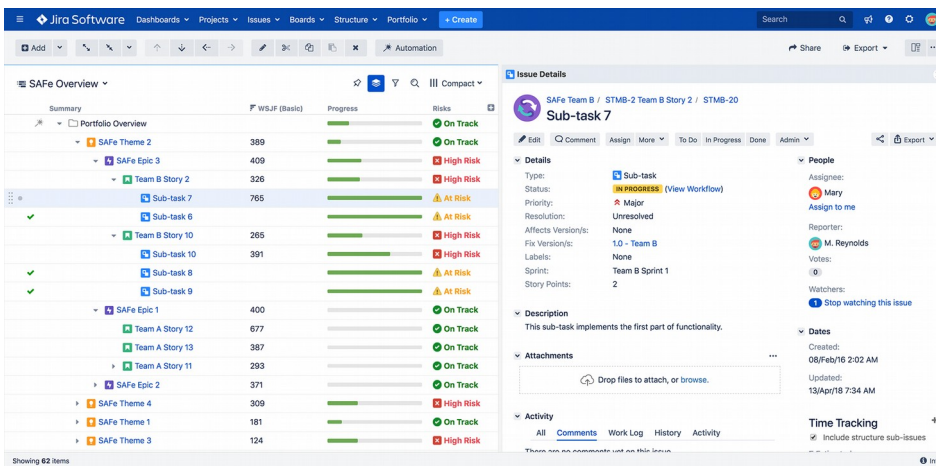 Jira Software Dashboards Projects Issues Boards Structure Portfolio + Create Search
Add Automation Share Export
SAFe Overview Compact
Summary WSJF (Basic) Progress Risks
Portfolio Overview On Track
SAFe Theme 2 389 On Track
SAFe Epic 3 409 High Risk
Team B Story 2 326 High Risk
Sub-task 7 765 At Risk
Sub-task 6 At Risk
Team B Story 10 265 High Risk
Sub-task 10 391 High Risk
Sub-task 8 At Risk
Sub-task 9 At Risk
SAFe Epic 1 400 On Track
Team A Story 12 677 On Track
Team A Story 13 387 On Track
Team A Story 11 293 On Track
SAFe Epic 2 371 On Track
SAFe Theme 4 309 High Risk
SAFe Theme 1 181 On Track
SAFe Theme 3 124 High Risk
Showing 62 items
Issue Details
SAFe Team B / STMB-2 Team B Story 2 / STMB-20
Sub-task 7
Edit Comment Assign More To Do In Progress Done Admin Export
Details
Type: Sub-task
Status: IN PROGRESS (View Workflow)
Priority: Major
Resolution: Unresolved
Affects Version/s: None
Fix Version/s: 1.0 - Team B
Labels: None
Sprint: Team B Sprint 1
Story Points: 2
Description
This sub-task implements the first part of functionality.
Attachments
Drop files to attach, or browse.
Activity
All Comments Work Log History Activity
There are no comments yet on this issue.
People
Assignee:
Mary
Assign to me
Reporter:
M. Reynolds
Votes:
0
Watchers:
1 Stop watching this issue
Dates
Created:
08/Feb/16 2:02 AM
Updated:
13/Apr/18 7:34 AM
Time Tracking
Include structure sub-issues